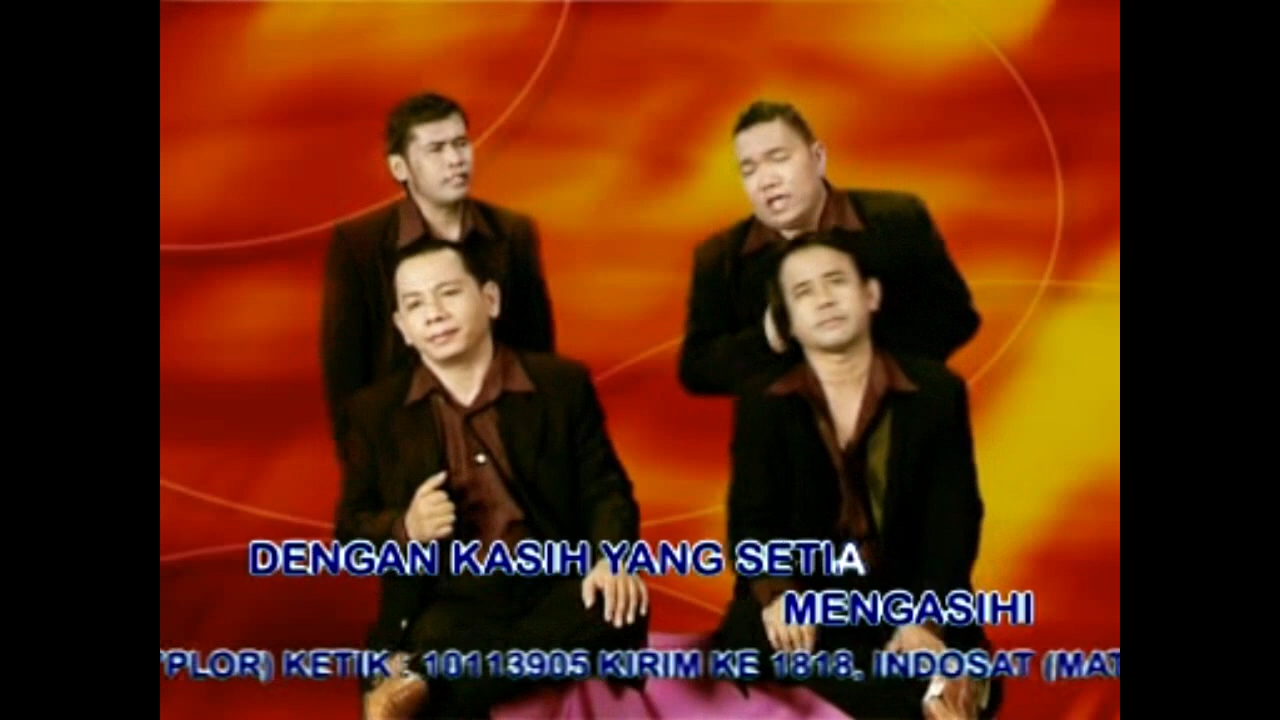 DENGAN KASIH YANG SETIA
MENGASIHI
'PLOR) KETIK : 10113905 KIRIM KE 1818, INDOSAT (MAT